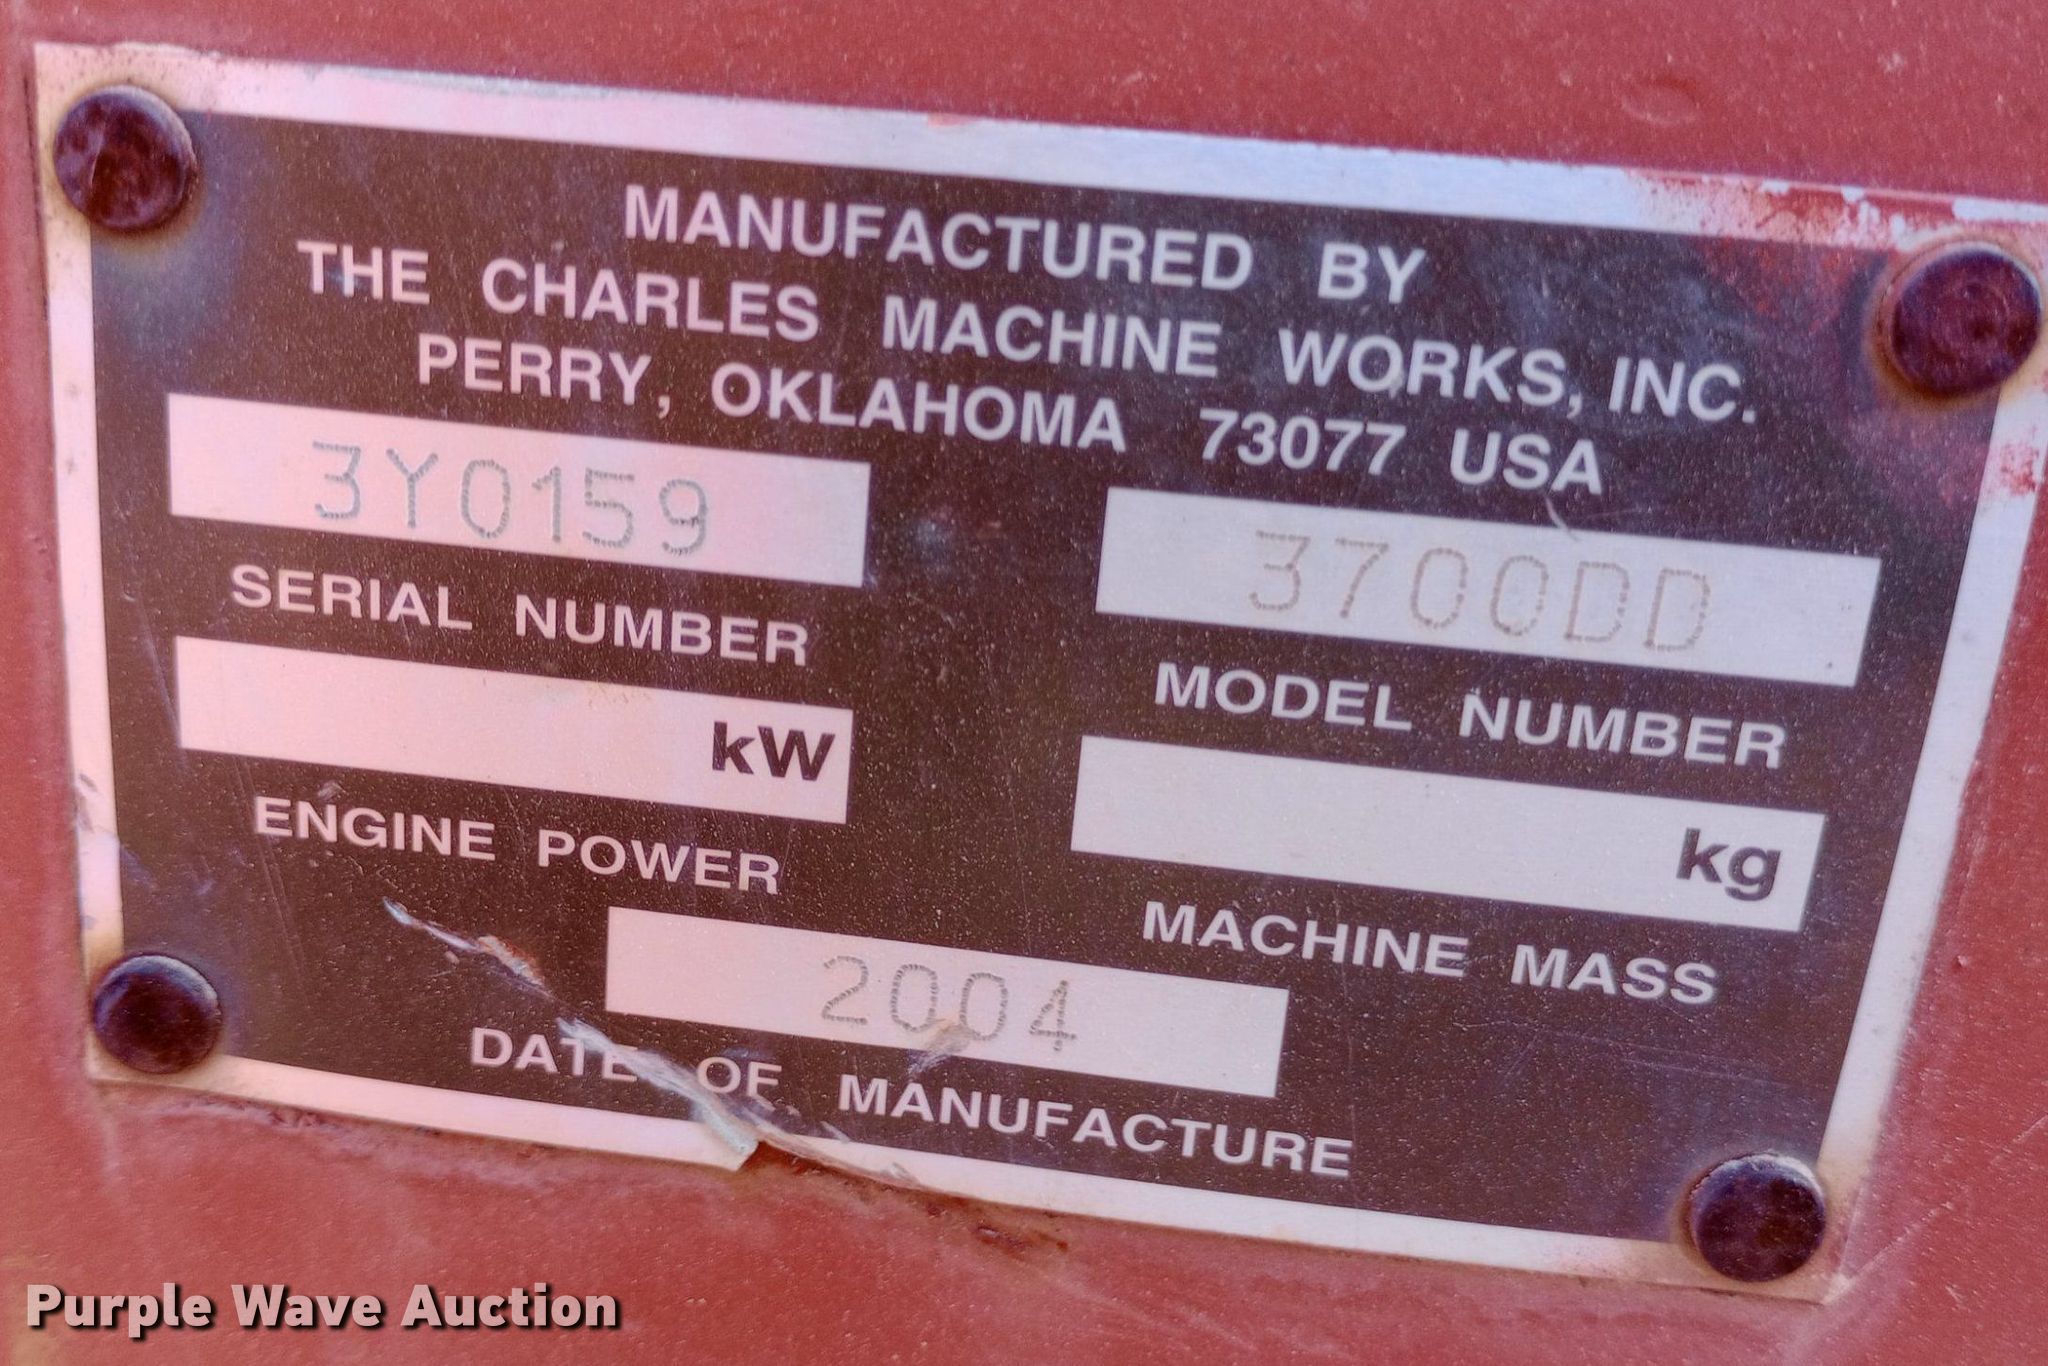 MANUFACTURED BY
THE CHARLES MACHINE WORKS, INC.
PERRY, OKLAHOMA 73077 USA
3Y0159
SERIAL NUMBER
3700DD
MODEL NUMBER
kW
ENGINE POWER
kg
MACHINE MASS
2004
DATE OF MANUFACTURE
Purple Wave Auction